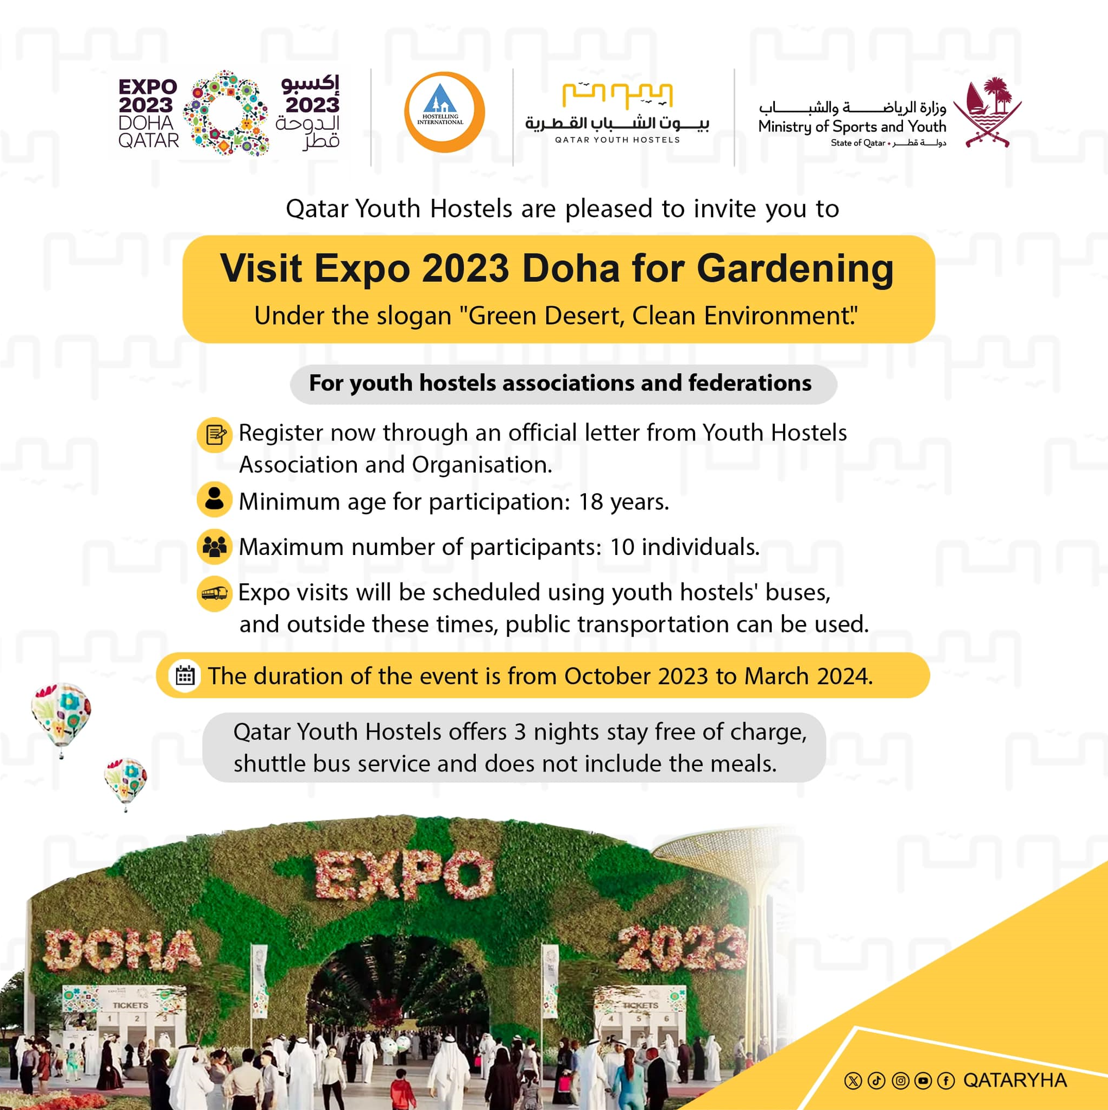 EXPO
2023
DOHA
QATAR
إكسبو
2023
الدوحة
قطر
HOSTELLING
INTERNATIONAL
بيوت الشباب القطرية
QATAR YOUTH HOSTELS
وزارة الرياضة والشباب
Ministry of Sports and Youth
State of Qatar • دولة قطر
Qatar Youth Hostels are pleased to invite you to
Visit Expo 2023 Doha for Gardening
Under the slogan "Green Desert, Clean Environment."
For youth hostels associations and federations
Register now through an official letter from Youth Hostels
Association and Organisation.
Minimum age for participation: 18 years.
Maximum number of participants: 10 individuals.
Expo visits will be scheduled using youth hostels' buses,
and outside these times, public transportation can be used.
The duration of the event is from October 2023 to March 2024.
Qatar Youth Hostels offers 3 nights stay free of charge,
shuttle bus service and does not include the meals.
EXPO
DOHA
2023
TICKETS
1 2 3
TICKETS
4 5 6
QATARYHA